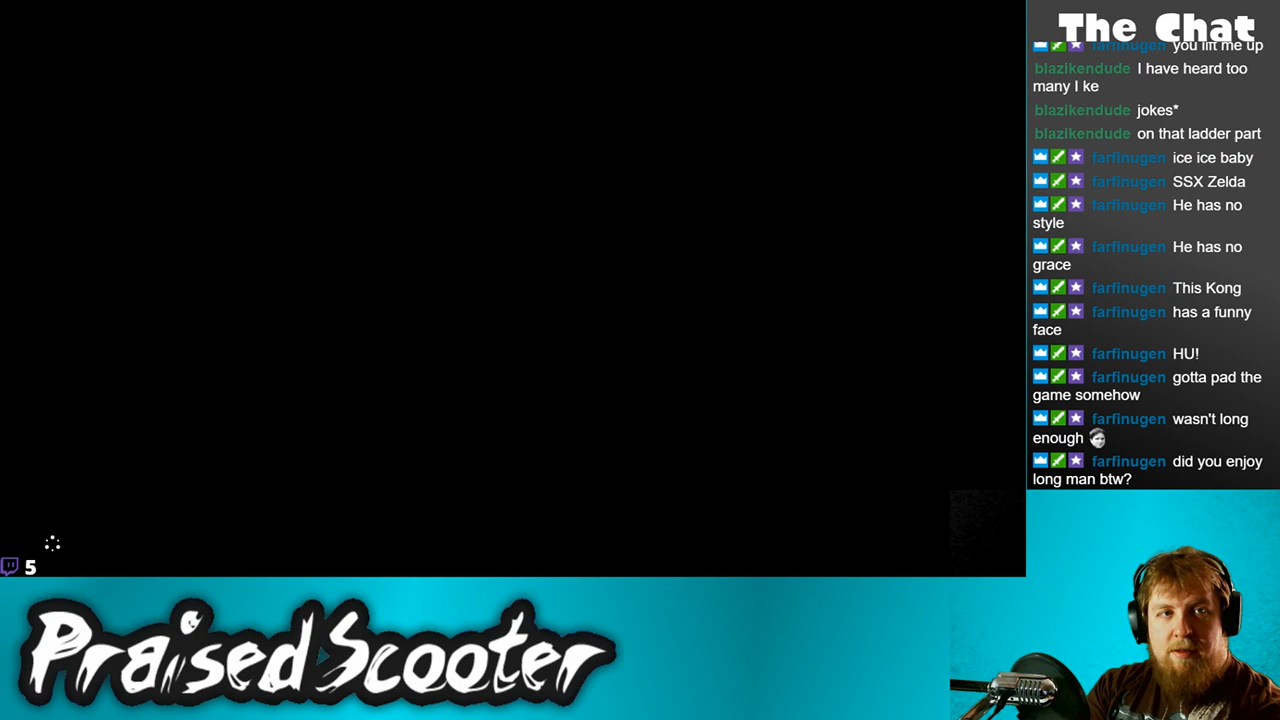 The Chat
farfinugen you lift me up
blazikendude I have heard too
many I ke
blazikendude jokes*
blazikendude on that ladder part
farfinugen ice ice baby
farfinugen SSX Zelda
farfinugen He has no
style
farfinugen He has no
grace
farfinugen This Kong
farfinugen has a funny
face
farfinugen HU!
farfinugen gotta pad the
game somehow
farfinugen wasn't long
enough
farfinugen did you enjoy
long man btw?
5
PraisedScooter